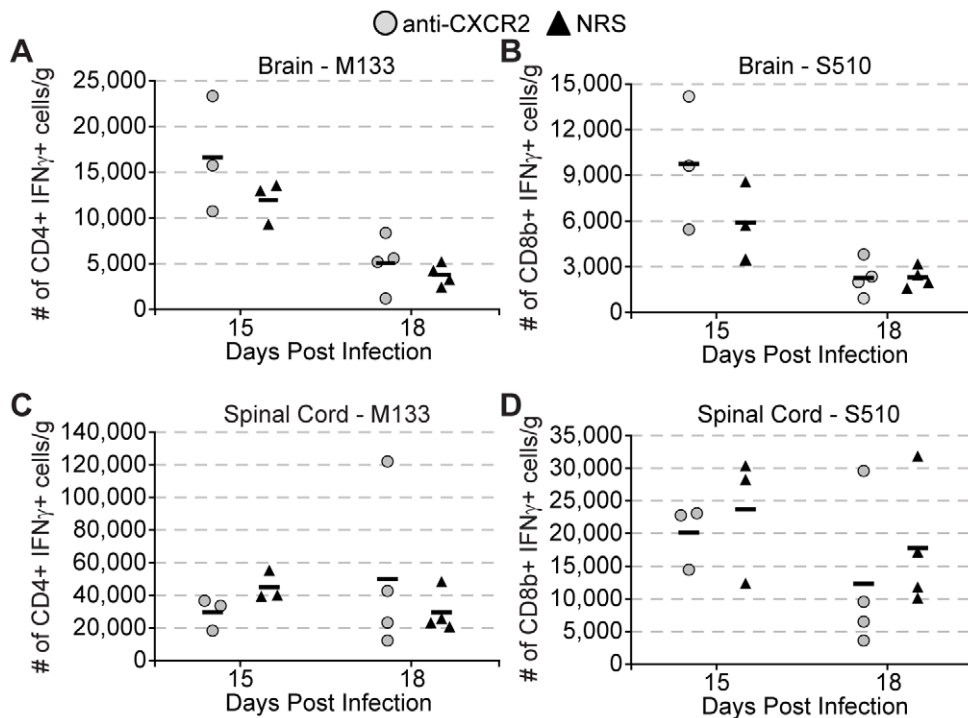 anti-CXCR2 NRS
A
Brain - M133
# of CD4+ IFNγ+ cells/g
25,000
20,000
15,000
10,000
5,000
0
15 18
Days Post Infection
B
Brain - S510
# of CD8b+ IFNγ+ cells/g
15,000
12,000
9,000
6,000
3,000
0
15 18
Days Post Infection
C
Spinal Cord - M133
# of CD4+ IFNγ+ cells/g
140,000
120,000
100,000
80,000
60,000
40,000
20,000
0
15 18
Days Post Infection
D
Spinal Cord - S510
# of CD8b+ IFNγ+ cells/g
35,000
30,000
25,000
20,000
15,000
10,000
5,000
0
15 18
Days Post Infection